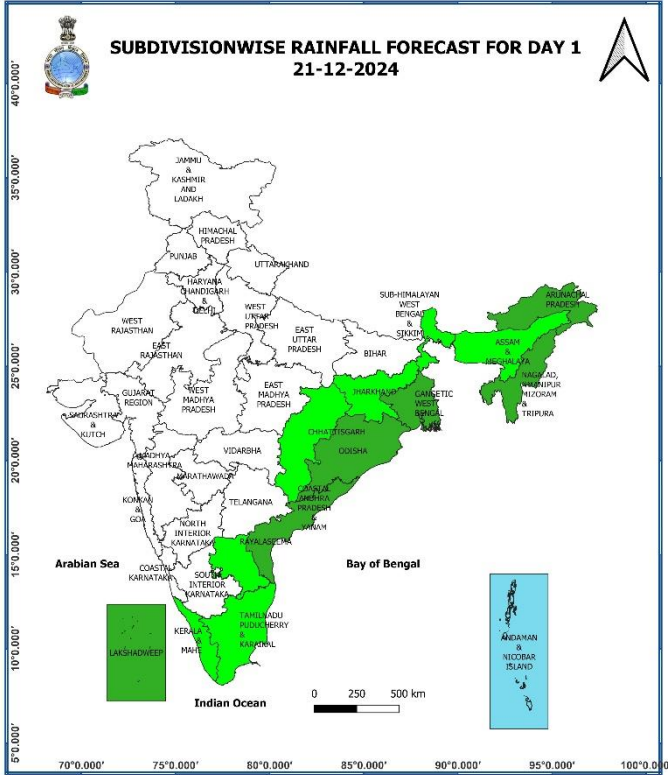 SUBDIVISIONWISE RAINFALL FORECAST FOR DAY 1
21-12-2024
40°0.000'
35°0.000'
30°0.000'
25°0.000'
20°0.000'
15°0.000'
10°0.000'
5°0.000'
JAMMU
&
KASHMIR
AND
LADAKH
HIMACHAL
PRADESH
PUNJAB
UTTARAKHAND
HARYANA
CHANDIGARH
&
DELHI
WEST
RAJASTHAN
EAST
RAJASTHAN
WEST
UTTAR
PRADESH
EAST
UTTAR
PRADESH
SUB-HIMALAYAN
WEST
BENGAL
&
SIKKIM
ARUNACHAL
PRADESH
ASSAM
&
MEGHALAYA
NAGALAD,
MANIPUR
MIZORAM
&
TRIPURA
BIHAR
JHARKHAND
GANGETIC
WEST
BENGAL
GUJARAT
REGION
SAURASHTRA
&
KUTCH
WEST
MADHYA
PRADESH
EAST
MADHYA
PRADESH
CHHATTISGARH
ODISHA
VIDARBHA
MADHYA
MAHARASHTRA
MARATHAWADA
KONKAN
&
GOA
TELANGANA
COASTAL
ANDHRA
PRADESH
&
YANAM
NORTH
INTERIOR
KARNATAKA
RAYALASEEMA
COASTAL
KARNATAKA
SOUTH
INTERIOR
KARNATAKA
Arabian Sea
Bay of Bengal
LAKSHADWEEP
KERALA
&
MAHE
TAMILNADU
PUDUCHERRY
&
KARAIKAL
ANDAMAN
&
NICOBAR
ISLAND
Indian Ocean
0 250 500 km
70°0.000' 75°0.000' 80°0.000' 85°0.000' 90°0.000' 95°0.000' 100°0.000'